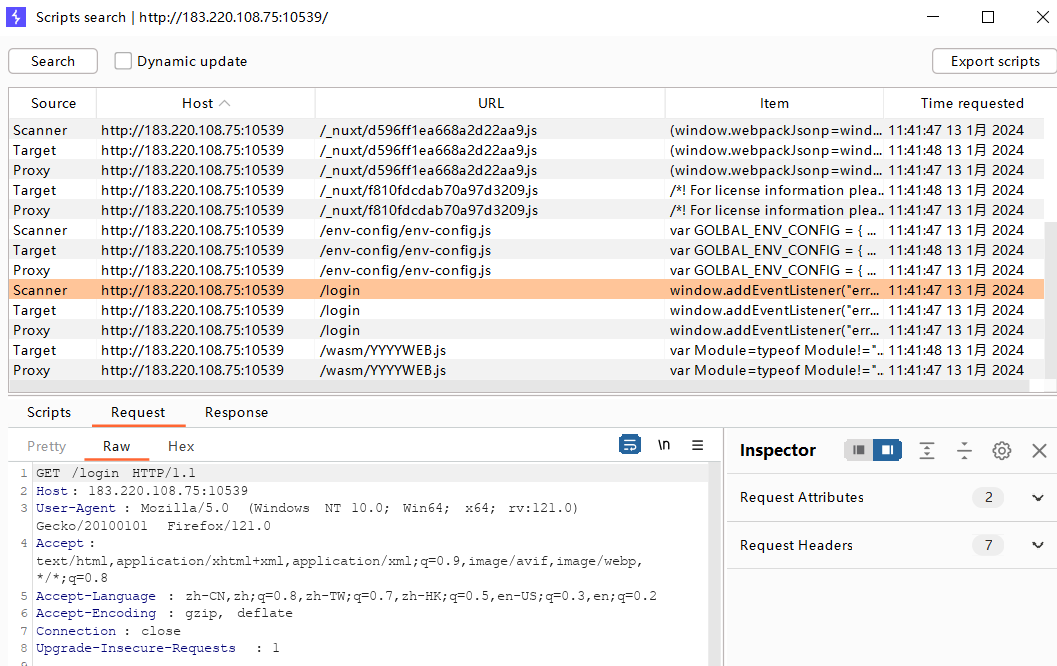 Scripts search | http://183.220.108.75:10539/
Search Dynamic update Export scripts
Source Host URL Item Time requested
Scanner http://183.220.108.75:10539 /_nuxt/d596ff1ea668a2d22aa9.js (window.webpackJsonp=wind... 11:41:47 13 1月 2024
Target http://183.220.108.75:10539 /_nuxt/d596ff1ea668a2d22aa9.js (window.webpackJsonp=wind... 11:41:48 13 1月 2024
Proxy http://183.220.108.75:10539 /_nuxt/d596ff1ea668a2d22aa9.js (window.webpackJsonp=wind... 11:41:47 13 1月 2024
Target http://183.220.108.75:10539 /_nuxt/f810fdcdab70a97d3209.js /*! For license information plea.. 11:41:48 13 1月 2024
Proxy http://183.220.108.75:10539 /_nuxt/f810fdcdab70a97d3209.js /*! For license information plea.. 11:41:47 13 1月 2024
Scanner http://183.220.108.75:10539 /env-config/env-config.js var GOLBAL_ENV_CONFIG = { ... 11:41:47 13 1月 2024
Target http://183.220.108.75:10539 /env-config/env-config.js var GOLBAL_ENV_CONFIG = { ... 11:41:48 13 1月 2024
Proxy http://183.220.108.75:10539 /env-config/env-config.js var GOLBAL_ENV_CONFIG = { ... 11:41:47 13 1月 2024
Scanner http://183.220.108.75:10539 /login window.addEventListener("err... 11:41:47 13 1月 2024
Target http://183.220.108.75:10539 /login window.addEventListener("err... 11:41:48 13 1月 2024
Proxy http://183.220.108.75:10539 /login window.addEventListener("err... 11:41:47 13 1月 2024
Target http://183.220.108.75:10539 /wasm/YYYYWEB.js var Module=typeof Module!=".. 11:41:48 13 1月 2024
Proxy http://183.220.108.75:10539 /wasm/YYYYWEB.js var Module=typeof Module!=".. 11:41:47 13 1月 2024
Scripts Request Response
Pretty Raw Hex \n
1 GET /login HTTP/1.1
2 Host: 183.220.108.75:10539
3 User-Agent : Mozilla/5.0 (Windows NT 10.0; Win64; x64; rv:121.0)
Gecko/20100101 Firefox/121.0
4 Accept :
text/html,application/xhtml+xml,application/xml;q=0.9,image/avif,image/webp,
*/*;q=0.8
5 Accept-Language : zh-CN,zh;q=0.8,zh-TW;q=0.7,zh-HK;q=0.5,en-US;q=0.3,en;q=0.2
6 Accept-Encoding : gzip, deflate
7 Connection : close
8 Upgrade-Insecure-Requests : 1
9
Inspector
Request Attributes 2
Request Headers 7